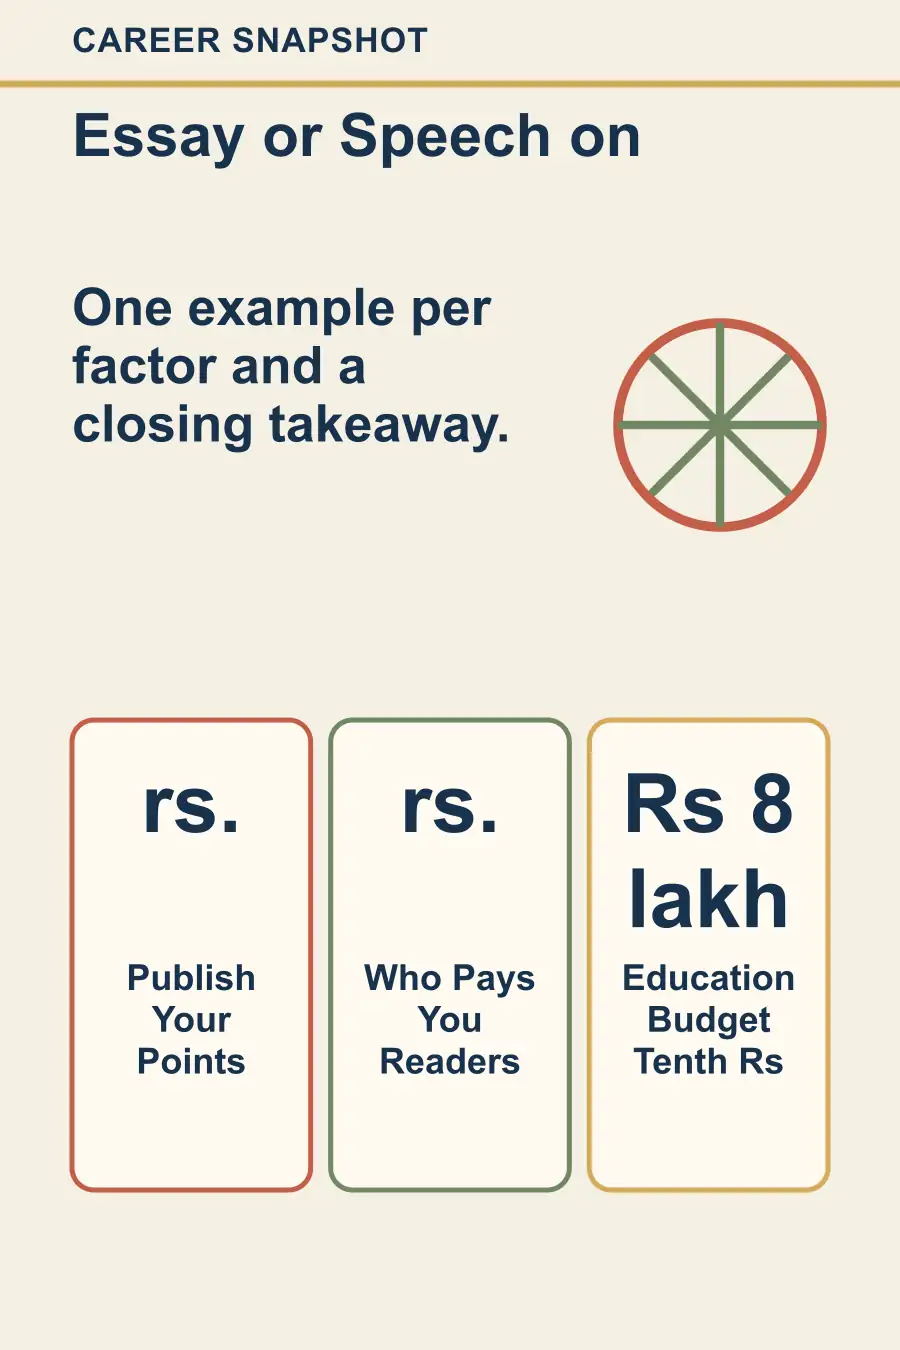 CAREER SNAPSHOT
Essay or Speech on
One example per
factor and a
closing takeaway.
rs.
Publish
Your
Points
rs.
Who Pays
You
Readers
Rs 8
lakh
Education
Budget
Tenth Rs